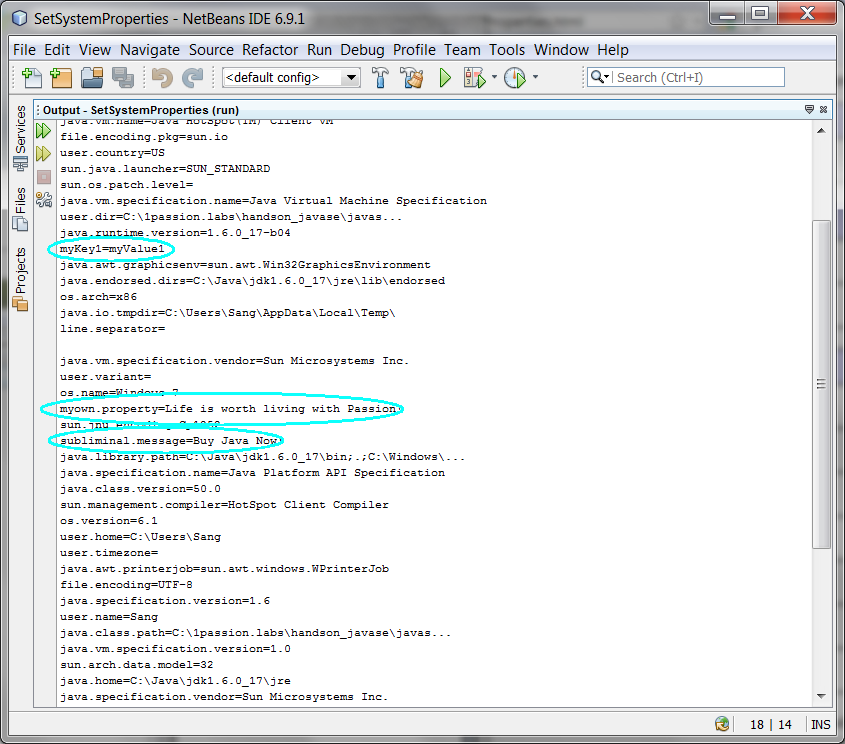 SetSystemProperties - NetBeans IDE 6.9.1
File Edit View Navigate Source Refactor Run Debug Profile Team Tools Window Help
<default config> Search (Ctrl+I)
Services
Files
Projects
Output - SetSystemProperties (run)
java.vm.name=Java HotSpot(TM) Client VM
file.encoding.pkg=sun.io
user.country=US
sun.java.launcher=SUN_STANDARD
sun.os.patch.level=
java.vm.specification.name=Java Virtual Machine Specification
user.dir=C:\1passion.labs\handson_javase\javas...
java.runtime.version=1.6.0_17-b04
myKey1=myValue1
java.awt.graphicsenv=sun.awt.Win32GraphicsEnvironment
java.endorsed.dirs=C:\Java\jdk1.6.0_17\jre\lib\endorsed
os.arch=x86
java.io.tmpdir=C:\Users\Sang\AppData\Local\Temp\
line.separator=
java.vm.specification.vendor=Sun Microsystems Inc.
user.variant=
os.name=Windows 7
myown.property=Life is worth living with Passion!
sun.jnu.encoding=Cp1252
subliminal.message=Buy Java Now!
java.library.path=C:\Java\jdk1.6.0_17\bin;.;C:\Windows\...
java.specification.name=Java Platform API Specification
java.class.version=50.0
sun.management.compiler=HotSpot Client Compiler
os.version=6.1
user.home=C:\Users\Sang
user.timezone=
java.awt.printerjob=sun.awt.windows.WPrinterJob
file.encoding=UTF-8
java.specification.version=1.6
user.name=Sang
java.class.path=C:\1passion.labs\handson_javase\javas...
java.vm.specification.version=1.0
sun.arch.data.model=32
java.home=C:\Java\jdk1.6.0_17\jre
java.specification.vendor=Sun Microsystems Inc.
18 | 14 INS